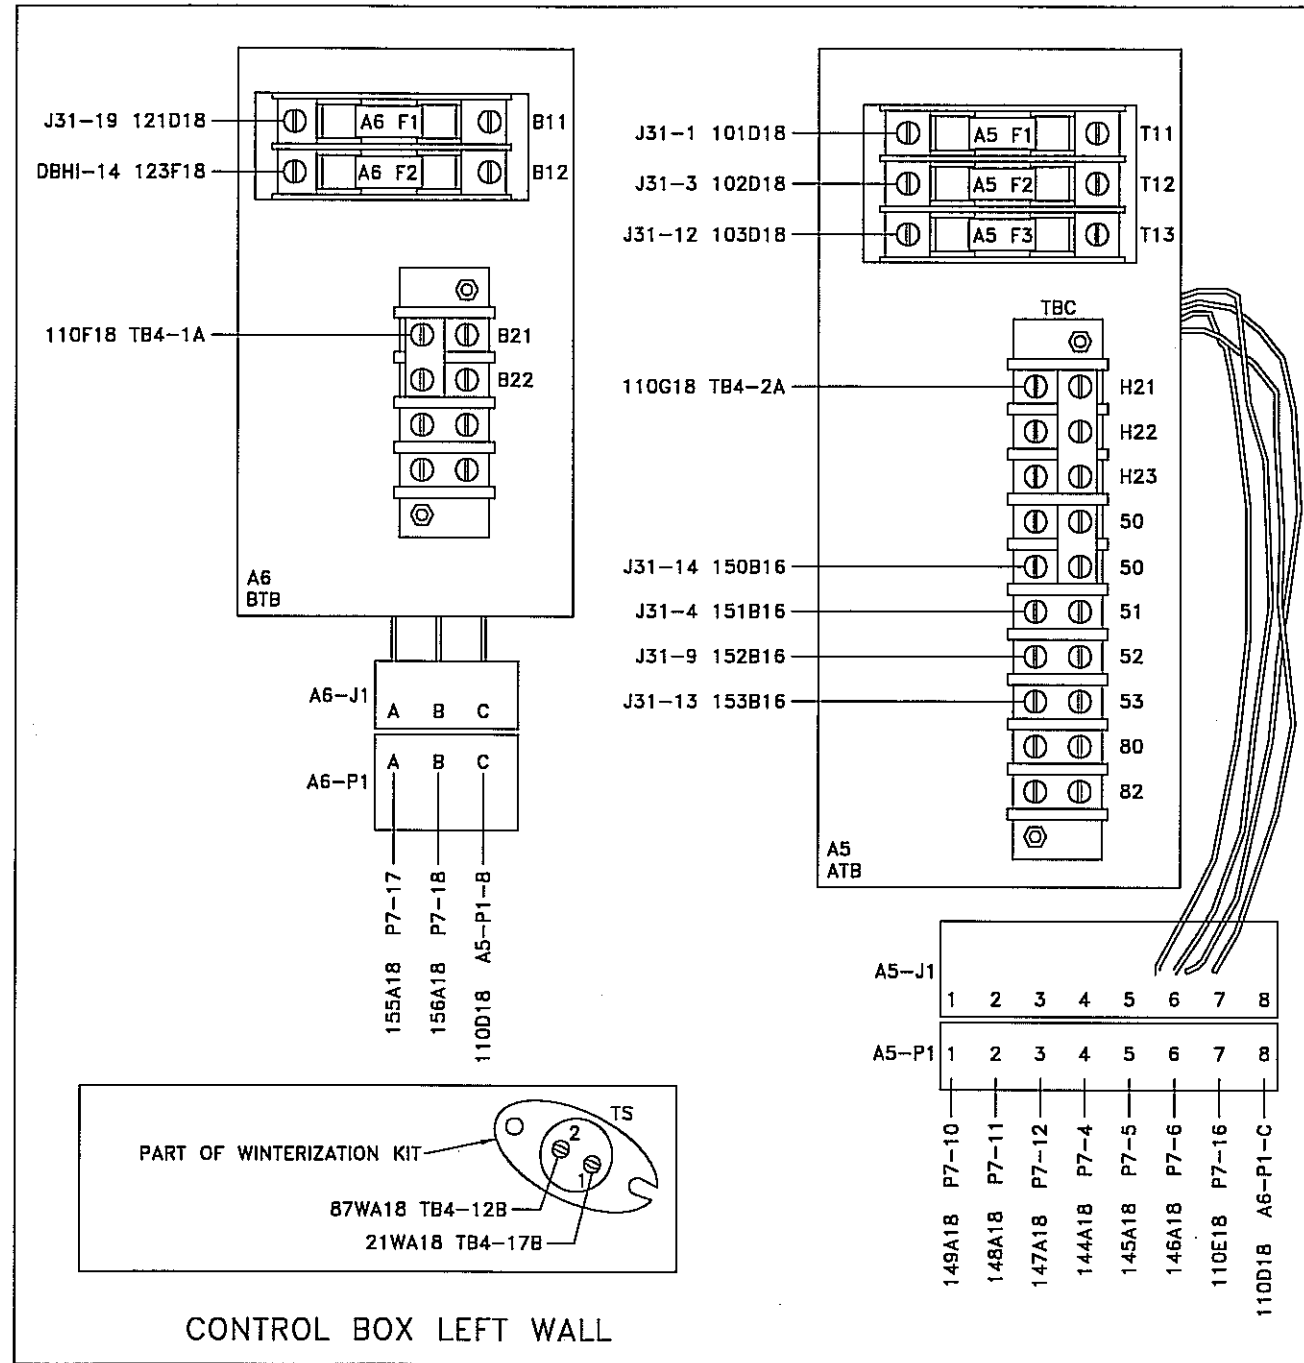 J31-19 121D18
A6 F1
B11
DBHI-14 123F18
A6 F2
B12
110F18 TB4-1A
B21
B22
A6
BTB
A6-J1
A B C
A6-P1
A B C
155A18 P7-17
156A18 P7-18
110D18 A5-P1-8
J31-1 101D18
A5 F1
T11
J31-3 102D18
A5 F2
T12
J31-12 103D18
A5 F3
T13
TBC
110G18 TB4-2A
H21
H22
H23
50
J31-14 150B16
50
J31-4 151B16
51
J31-9 152B16
52
J31-13 153B16
53
80
82
A5
ATB
A5-J1
1 2 3 4 5 6 7 8
A5-P1
1 2 3 4 5 6 7 8
149A18 P7-10
148A18 P7-11
147A18 P7-12
144A18 P7-4
145A18 P7-5
146A18 P7-6
110E18 P7-16
110D18 A6-P1-C
TS
2
1
PART OF WINTERIZATION KIT
87WA18 TB4-12B
21WA18 TB4-17B
CONTROL BOX LEFT WALL